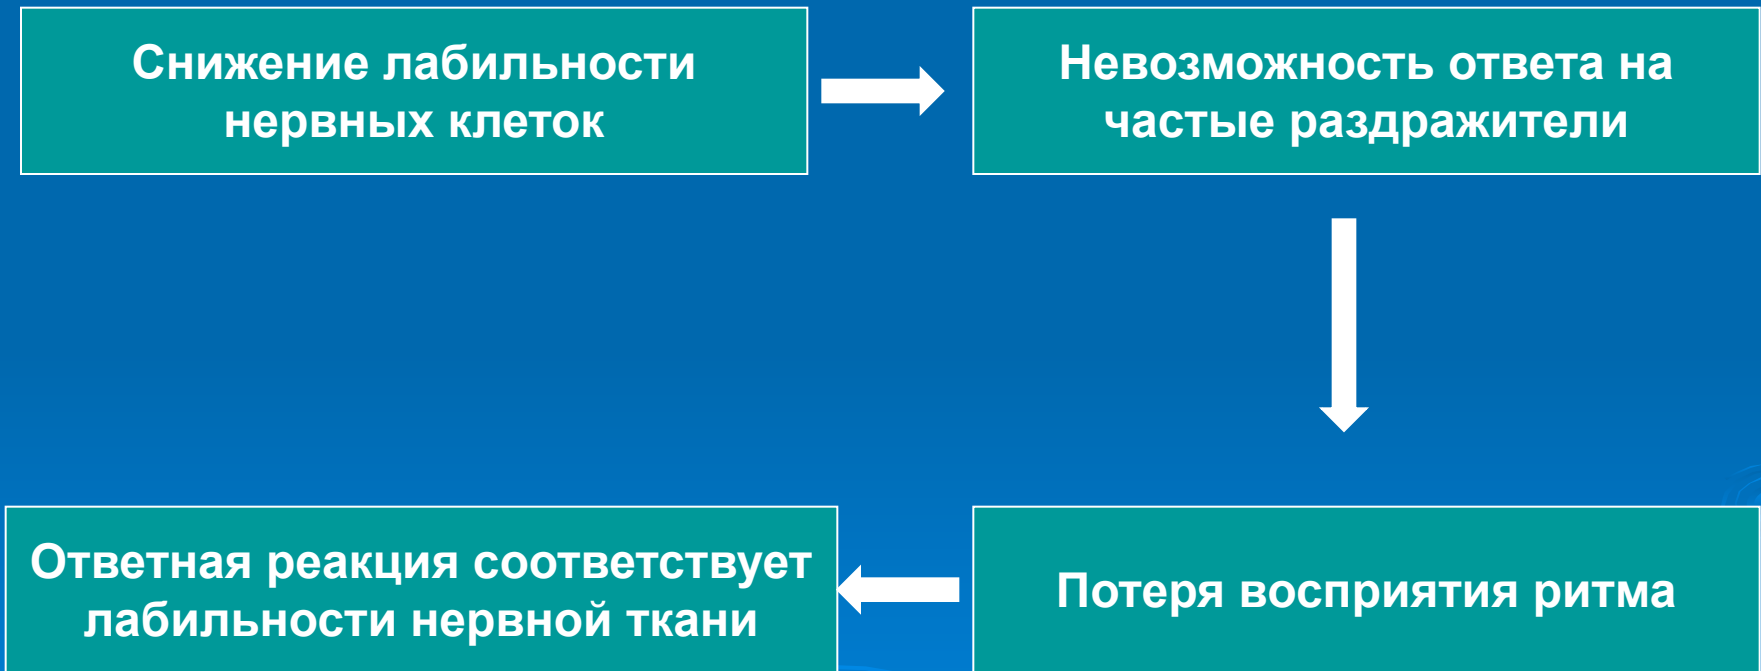 Снижение лабильности
нервных клеток
Невозможность ответа на
частые раздражители
Ответная реакция соответствует
лабильности нервной ткани
Потеря восприятия ритма